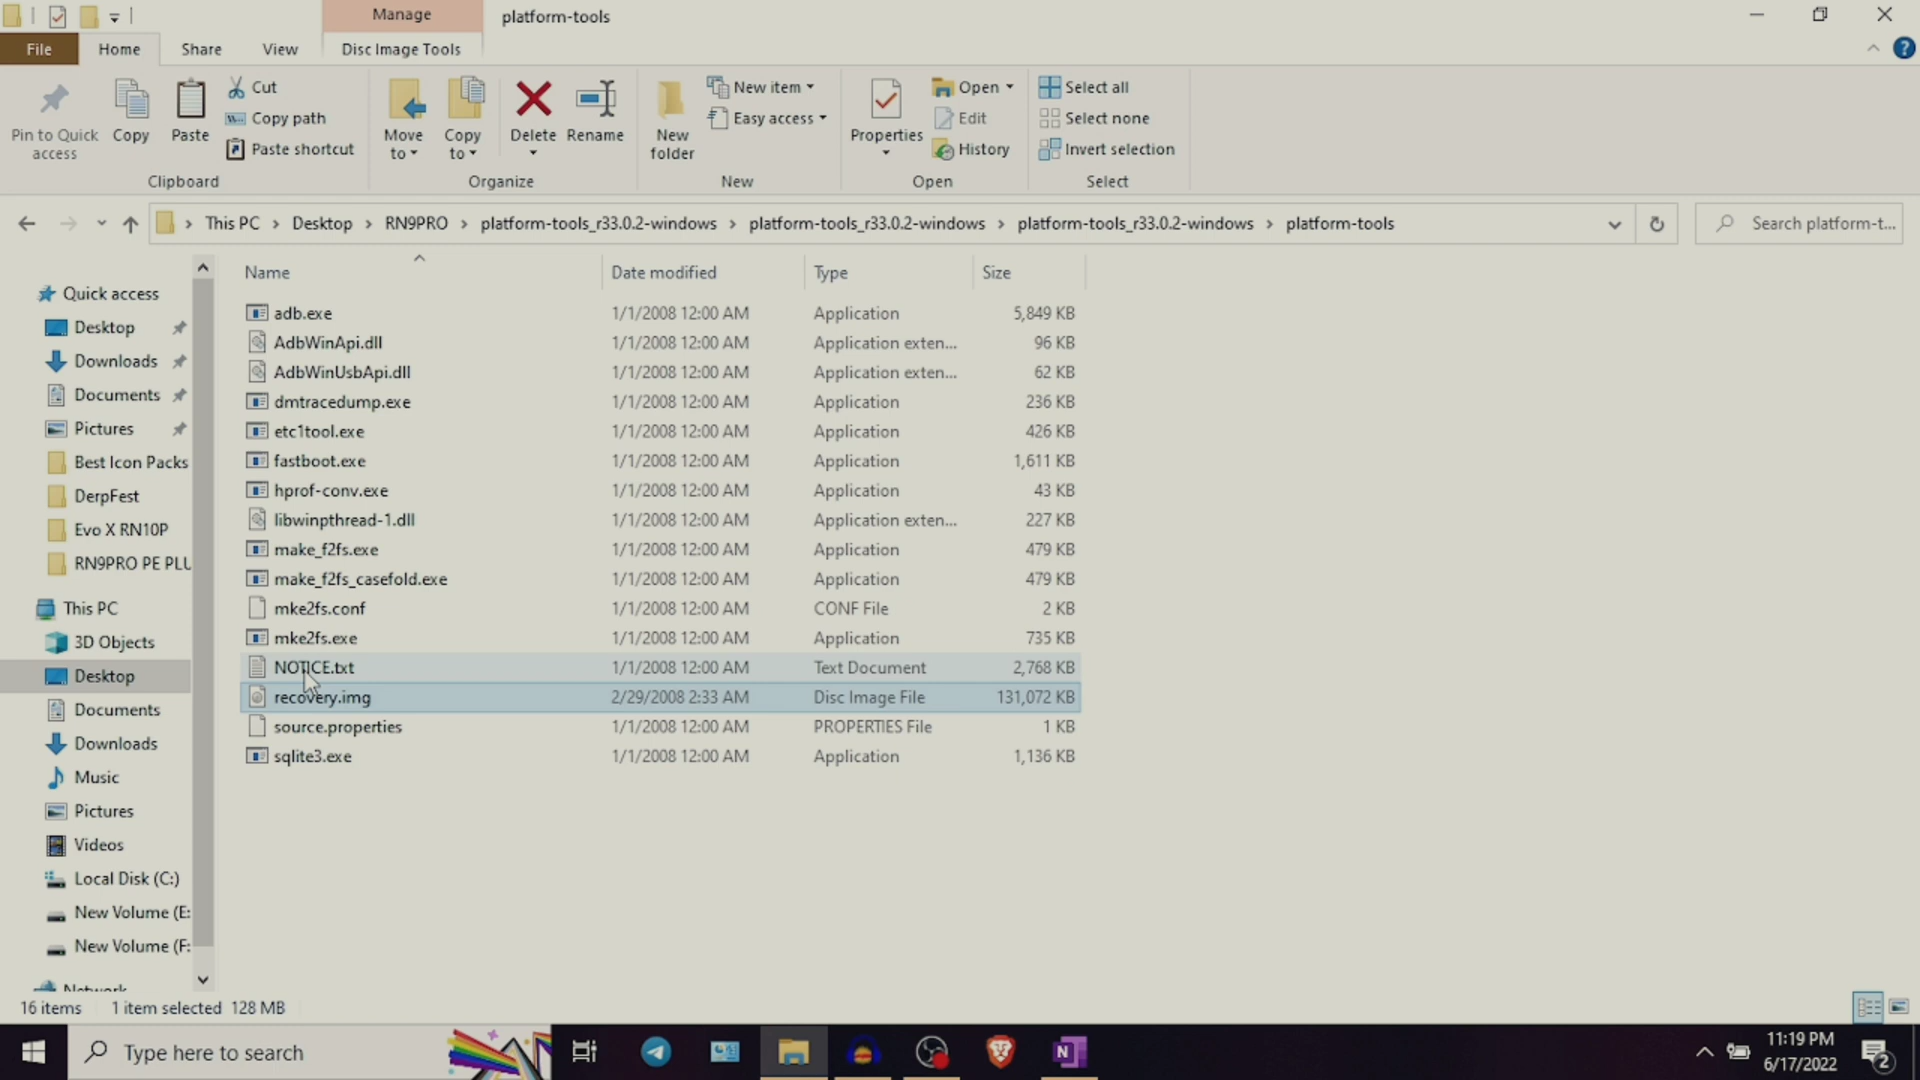 Manage
platform-tools
File
Home
Share
View
Disc Image Tools
Pin to Quick access
Copy
Paste
Cut
Copy path
Paste shortcut
Clipboard
Move to
Copy to
Delete
Rename
Organize
New folder
New item
Easy access
New
Properties
Open
Edit
History
Open
Select all
Select none
Invert selection
Select
This PC > Desktop > RN9PRO > platform-tools_r33.0.2-windows > platform-tools_r33.0.2-windows > platform-tools_r33.0.2-windows > platform-tools
Search platform-t...
Quick access
Desktop
Downloads
Documents
Pictures
Best Icon Packs
DerpFest
Evo X RN10P
RN9PRO PE PLU
This PC
3D Objects
Desktop
Documents
Downloads
Music
Pictures
Videos
Local Disk (C:)
New Volume (E:
New Volume (F:
Network
Name Date modified Type Size
adb.exe 1/1/2008 12:00 AM Application 5,849 KB
AdbWinApi.dll 1/1/2008 12:00 AM Application exten... 96 KB
AdbWinUsbApi.dll 1/1/2008 12:00 AM Application exten... 62 KB
dmtracedump.exe 1/1/2008 12:00 AM Application 236 KB
etc1tool.exe 1/1/2008 12:00 AM Application 426 KB
fastboot.exe 1/1/2008 12:00 AM Application 1,611 KB
hprof-conv.exe 1/1/2008 12:00 AM Application 43 KB
libwinpthread-1.dll 1/1/2008 12:00 AM Application exten... 227 KB
make_f2fs.exe 1/1/2008 12:00 AM Application 479 KB
make_f2fs_casefold.exe 1/1/2008 12:00 AM Application 479 KB
mke2fs.conf 1/1/2008 12:00 AM CONF File 2 KB
mke2fs.exe 1/1/2008 12:00 AM Application 735 KB
NOTICE.txt 1/1/2008 12:00 AM Text Document 2,768 KB
recovery.img 2/29/2008 2:33 AM Disc Image File 131,072 KB
source.properties 1/1/2008 12:00 AM PROPERTIES File 1 KB
sqlite3.exe 1/1/2008 12:00 AM Application 1,136 KB
16 items 1 item selected 128 MB
Type here to search
11:19 PM
6/17/2022
2